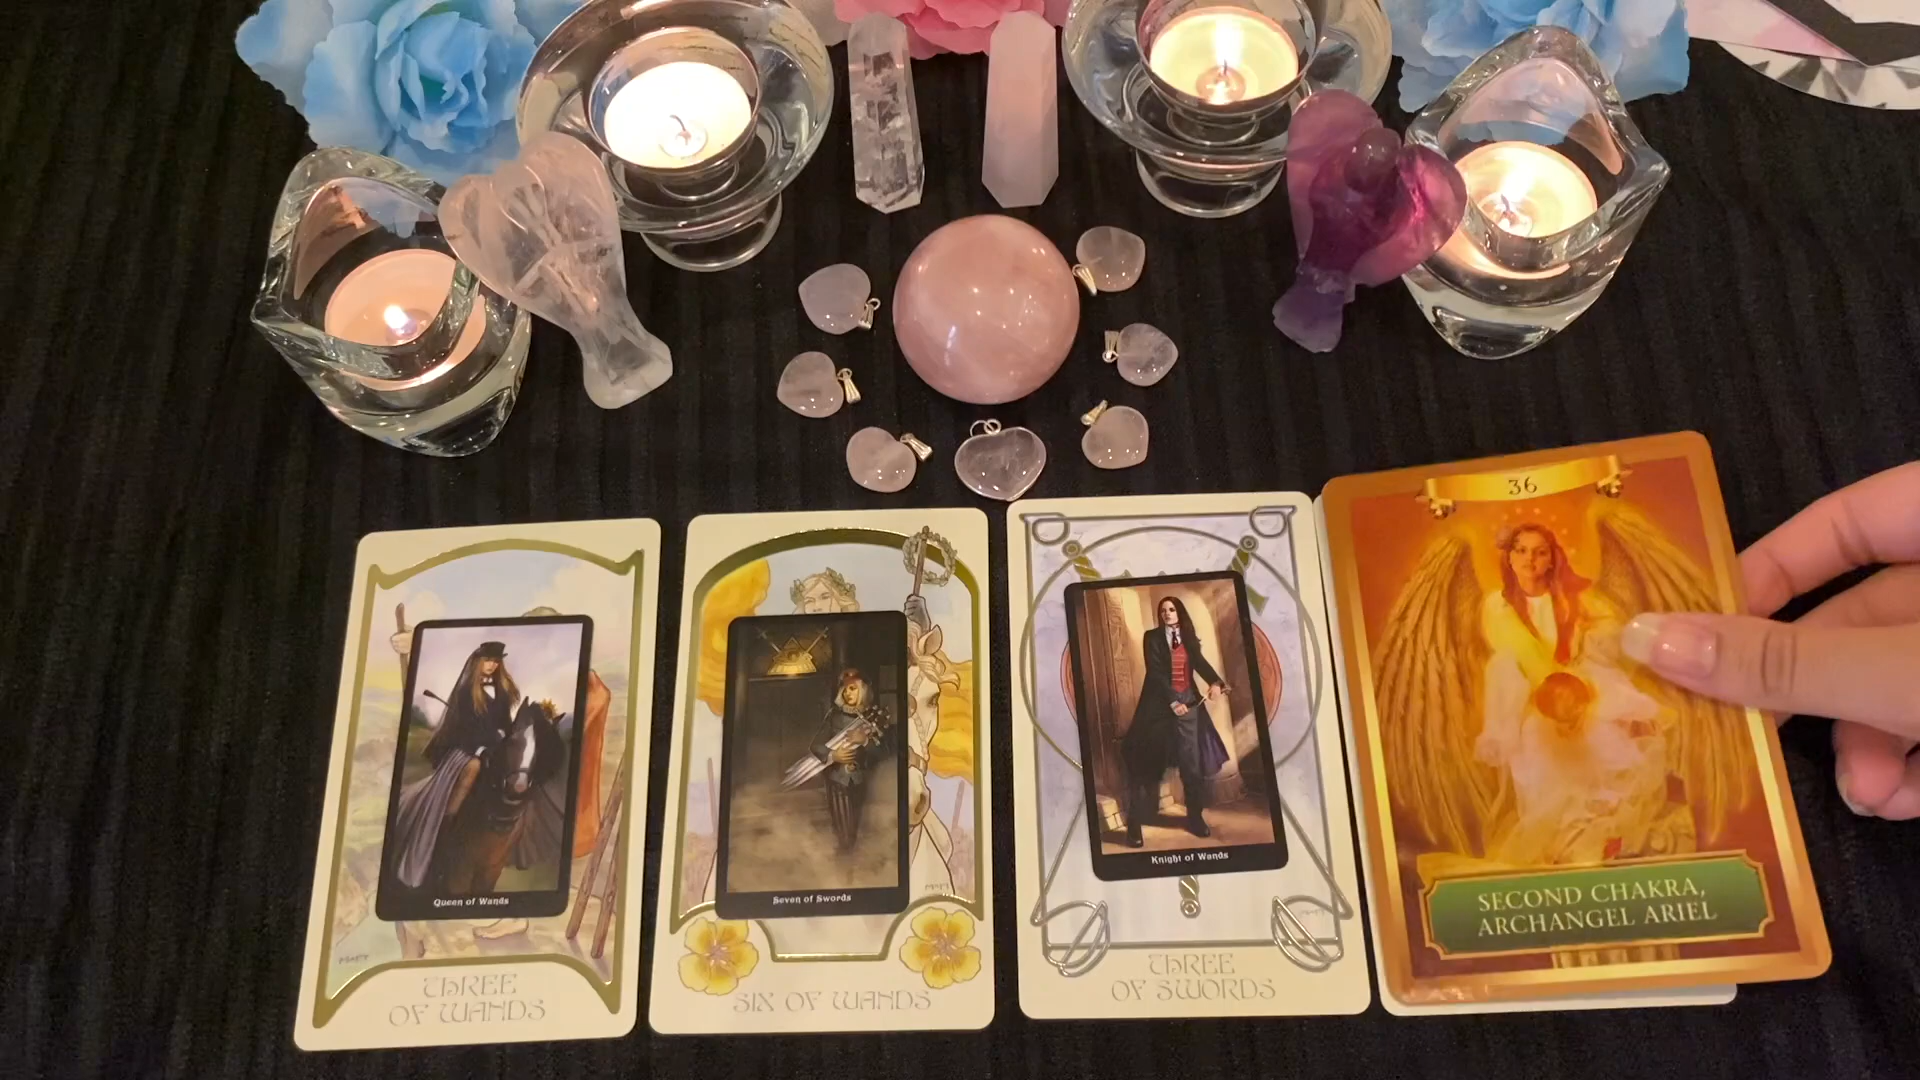 Queen of Wands
THREE
OF WANDS
Seven of Swords
SIX OF WANDS
Knight of Wands
THREE
OF SWORDS
36
SECOND CHAKRA,
ARCHANGEL ARIEL